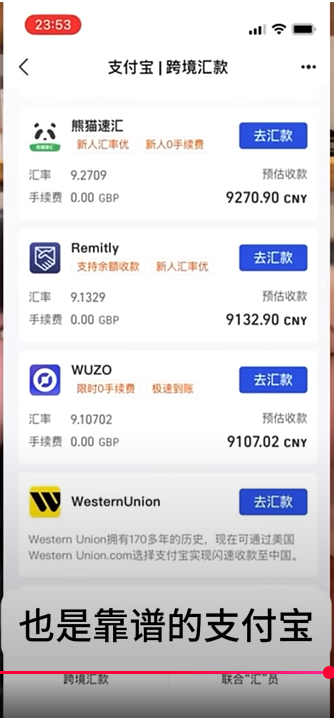 23:53
支付宝 | 跨境汇款
熊猫速汇
新人汇率优 新人0手续费
去汇款
熊猫速汇
汇率 9.2709 预估收款
手续费 0.00 GBP 9270.90 CNY
Remitly
支持余额收款 新人汇率优
去汇款
汇率 9.1329 预估收款
手续费 0.00 GBP 9132.90 CNY
WUZO
限时0手续费 极速到账
去汇款
汇率 9.10702 预估收款
手续费 0.00 GBP 9107.02 CNY
WesternUnion
去汇款
Western Union拥有170多年的历史，现在可通过美国
Western Union.com选择支付宝实现闪速收款至中国。
也是靠谱的支付宝
跨境汇款 联合“汇”员